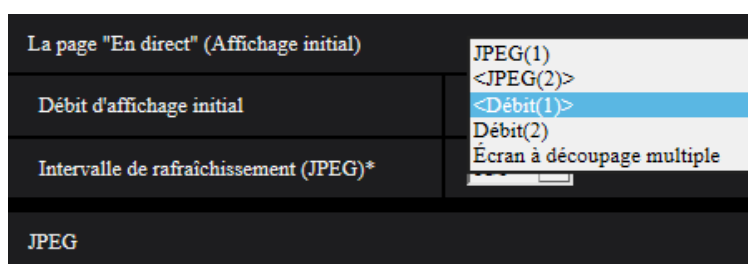 La page "En direct" (Affichage initial)
JPEG(1)
<JPEG(2)>
Débit d'affichage initial
<Débit(1)>
Débit(2)
Écran à découpage multiple
Intervalle de rafraîchissement (JPEG)*
JPEG